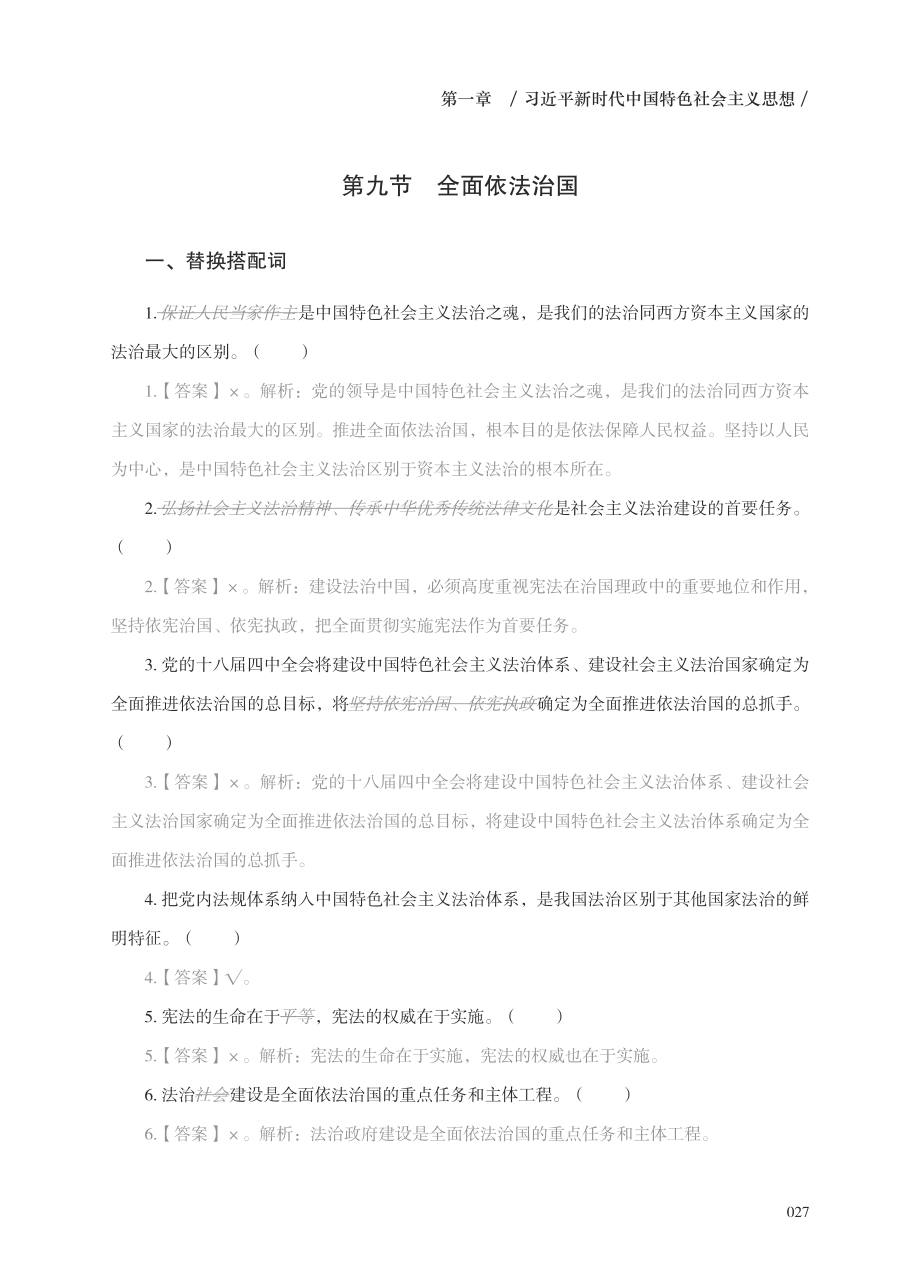 第一章 / 习近平新时代中国特色社会主义思想 /
第九节 全面依法治国
一、替换搭配词
1. 保证人民当家作主是中国特色社会主义法治之魂，是我们的法治同西方资本主义国家的
法治最大的区别。（　　）
1.【答案】×。解析：党的领导是中国特色社会主义法治之魂，是我们的法治同西方资本
主义国家的法治最大的区别。推进全面依法治国，根本目的是依法保障人民权益。坚持以人民
为中心，是中国特色社会主义法治区别于资本主义法治的根本所在。
2. 弘扬社会主义法治精神、传承中华优秀传统法律文化是社会主义法治建设的首要任务。
（　　）
2.【答案】×。解析：建设法治中国，必须高度重视宪法在治国理政中的重要地位和作用，
坚持依宪治国、依宪执政，把全面贯彻实施宪法作为首要任务。
3. 党的十八届四中全会将建设中国特色社会主义法治体系、建设社会主义法治国家确定为
全面推进依法治国的总目标，将坚持依宪治国、依宪执政确定为全面推进依法治国的总抓手。
（　　）
3.【答案】×。解析：党的十八届四中全会将建设中国特色社会主义法治体系、建设社会
主义法治国家确定为全面推进依法治国的总目标，将建设中国特色社会主义法治体系确定为全
面推进依法治国的总抓手。
4. 把党内法规体系纳入中国特色社会主义法治体系，是我国法治区别于其他国家法治的鲜
明特征。（　　）
4.【答案】√。
5. 宪法的生命在于平等，宪法的权威在于实施。（　　）
5.【答案】×。解析：宪法的生命在于实施，宪法的权威也在于实施。
6. 法治社会建设是全面依法治国的重点任务和主体工程。（　　）
6.【答案】×。解析：法治政府建设是全面依法治国的重点任务和主体工程。
027